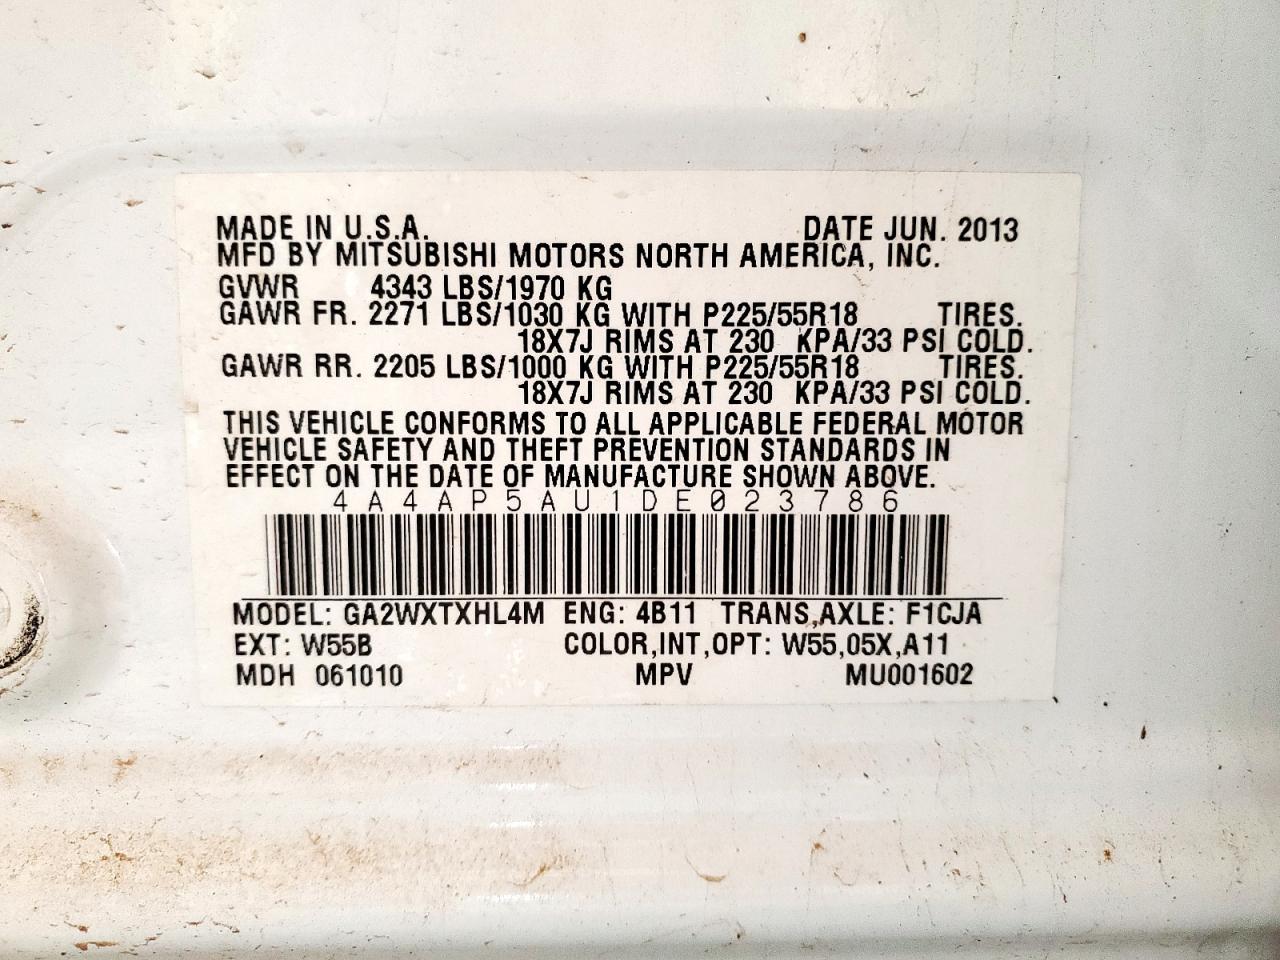 MADE IN U.S.A. DATE JUN. 2013
MFD BY MITSUBISHI MOTORS NORTH AMERICA, INC.
GVWR 4343 LBS/1970 KG
GAWR FR. 2271 LBS/1030 KG WITH P225/55R18 TIRES.
18X7J RIMS AT 230 KPA/33 PSI COLD.
GAWR RR. 2205 LBS/1000 KG WITH P225/55R18 TIRES.
18X7J RIMS AT 230 KPA/33 PSI COLD.
THIS VEHICLE CONFORMS TO ALL APPLICABLE FEDERAL MOTOR
VEHICLE SAFETY AND THEFT PREVENTION STANDARDS IN
EFFECT ON THE DATE OF MANUFACTURE SHOWN ABOVE.
4A4AP5AU1DE023786
MODEL: GA2WXTXHL4M ENG: 4B11 TRANS,AXLE: F1CJA
EXT: W55B COLOR,INT,OPT: W55,05X,A11
MDH 061010 MPV MU001602